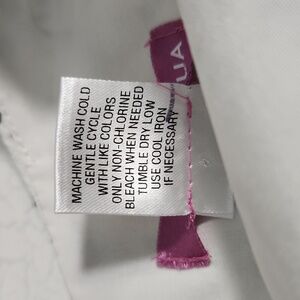 MACHINE WASH COLD
GENTLE CYCLE
WITH LIKE COLORS
ONLY NON-CHLORINE
BLEACH WHEN NEEDED
TUMBLE DRY LOW
USE COOL IRON
IF NECESSARY
UA